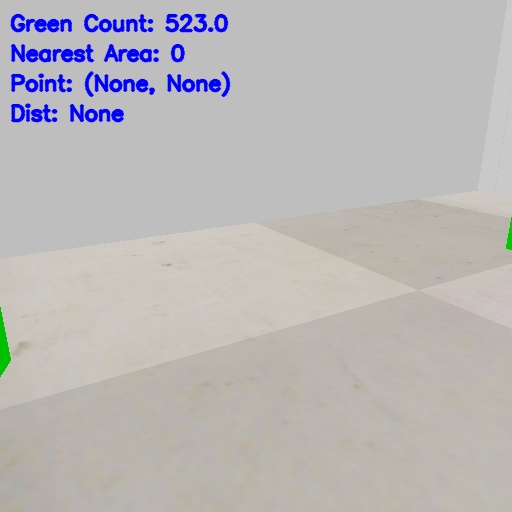 Green Count: 523.0
Nearest Area: 0
Point: (None, None)
Dist: None